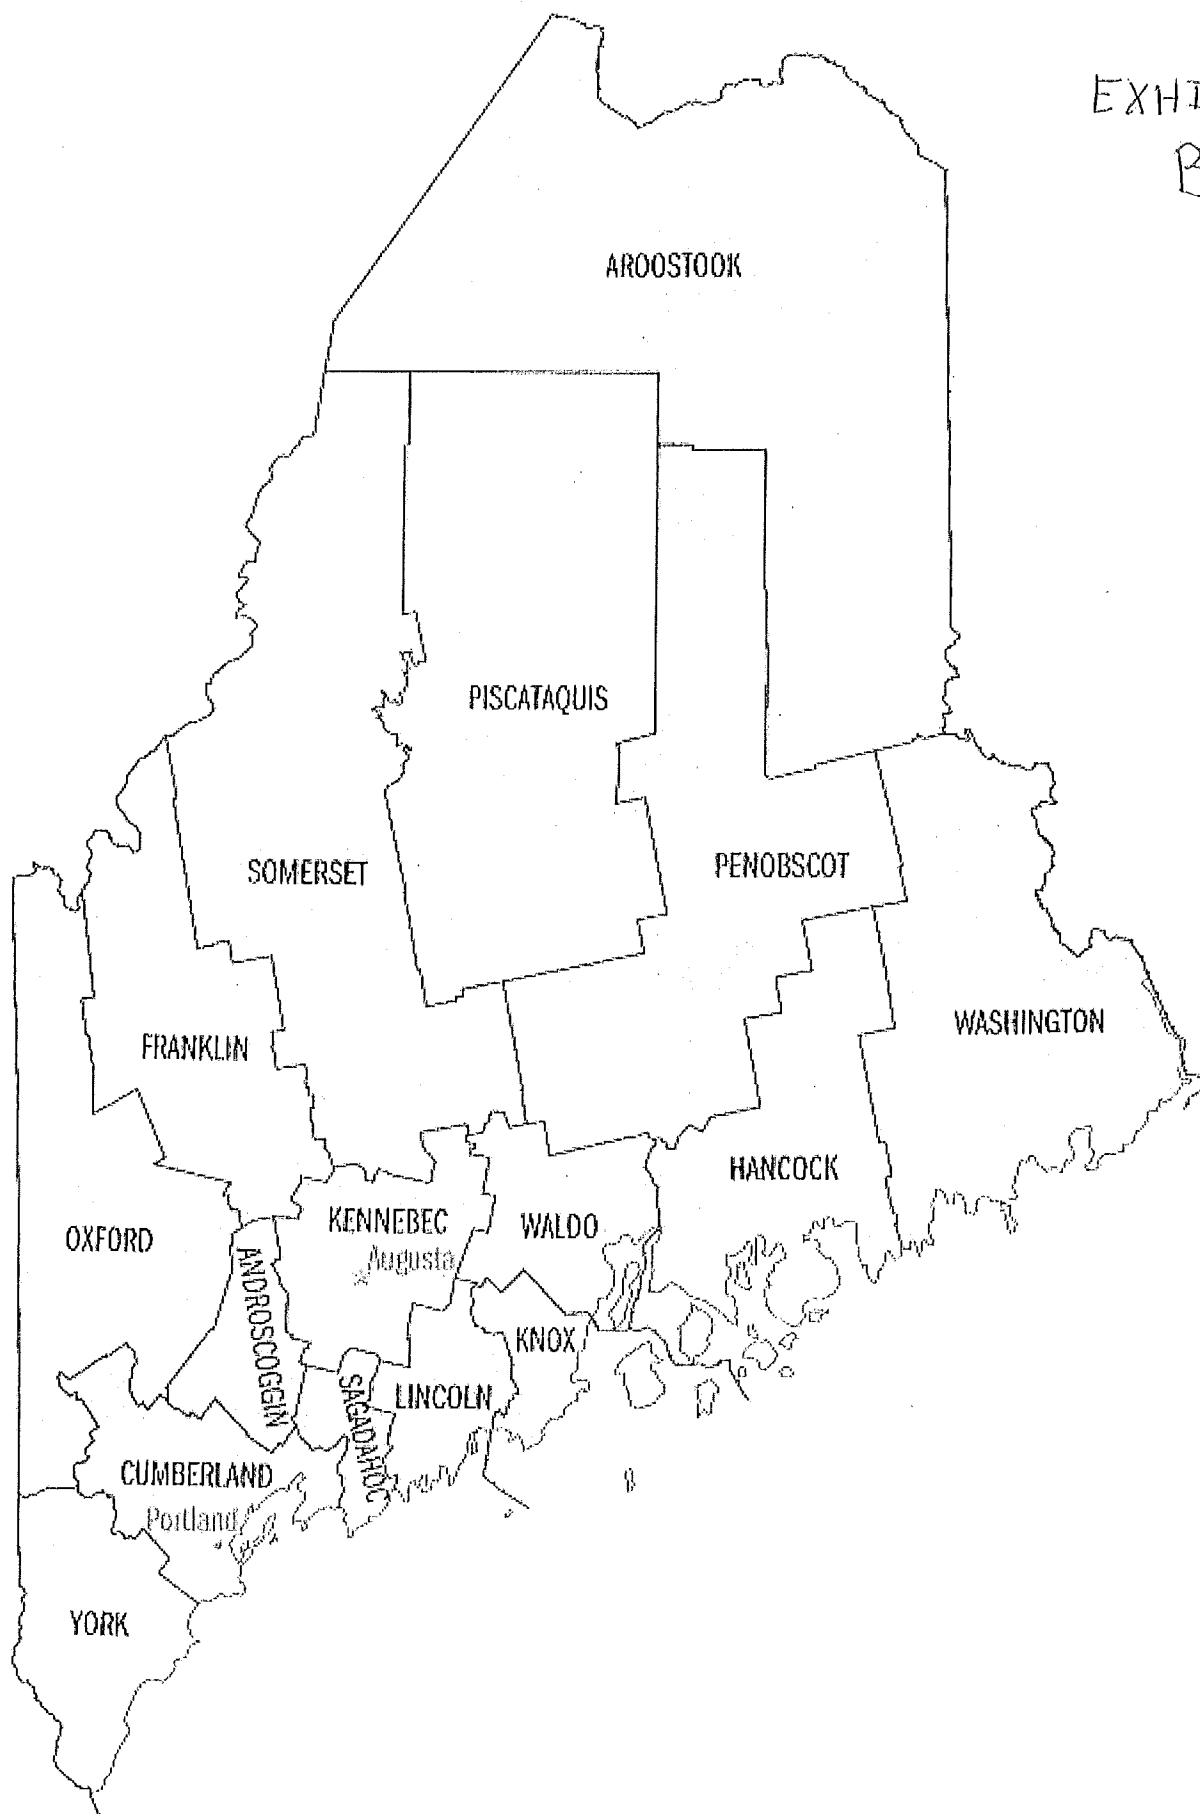 EXHI
B
AROOSTOOK
PISCATAQUIS
SOMERSET
PENOBSCOT
FRANKLIN
WASHINGTON
HANCOCK
KENNEBEC
WALDO
OXFORD
Augusta
ANDROSCOGGIN
KNOX
LINCOLN
SAGADAHOC
CUMBERLAND
Portland
YORK